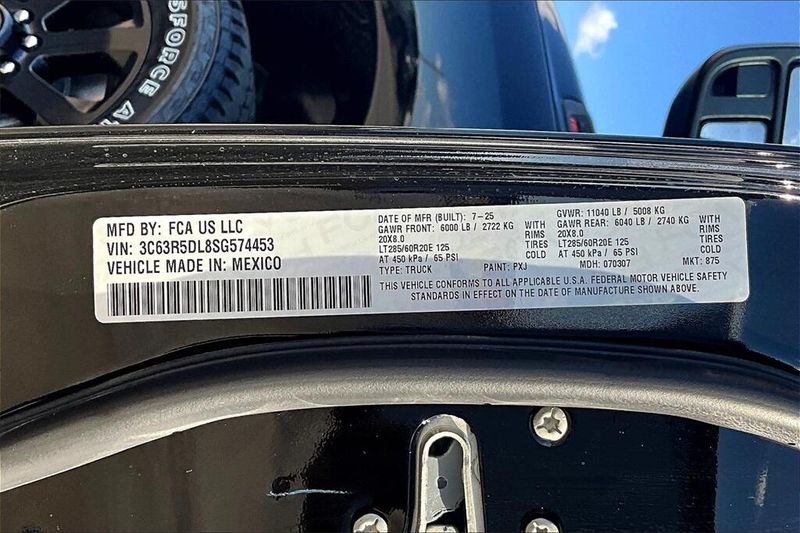 SFORCE A
MFD BY: FCA US LLC
VIN: 3C63R5DL8SG574453
VEHICLE MADE IN: MEXICO
DATE OF MFR (BUILT): 7-25
GAWR FRONT: 6000 LB / 2722 KG
20X8.0
LT285/60R20E 125
AT 450 kPa / 65 PSI
WITH
RIMS
TIRES
COLD
TYPE: TRUCK
PAINT: PXJ
GVWR: 11040 LB / 5008 KG
GAWR REAR: 6040 LB / 2740 KG
20X8.0
LT285/60R20E 125
AT 450 kPa / 65 PSI
WITH
RIMS
TIRES
COLD
MDH: 070307
MKT: 875
THIS VEHICLE CONFORMS TO ALL APPLICABLE U.S.A. FEDERAL MOTOR VEHICLE SAFETY
STANDARDS IN EFFECT ON THE DATE OF MANUFACTURE SHOWN ABOVE.